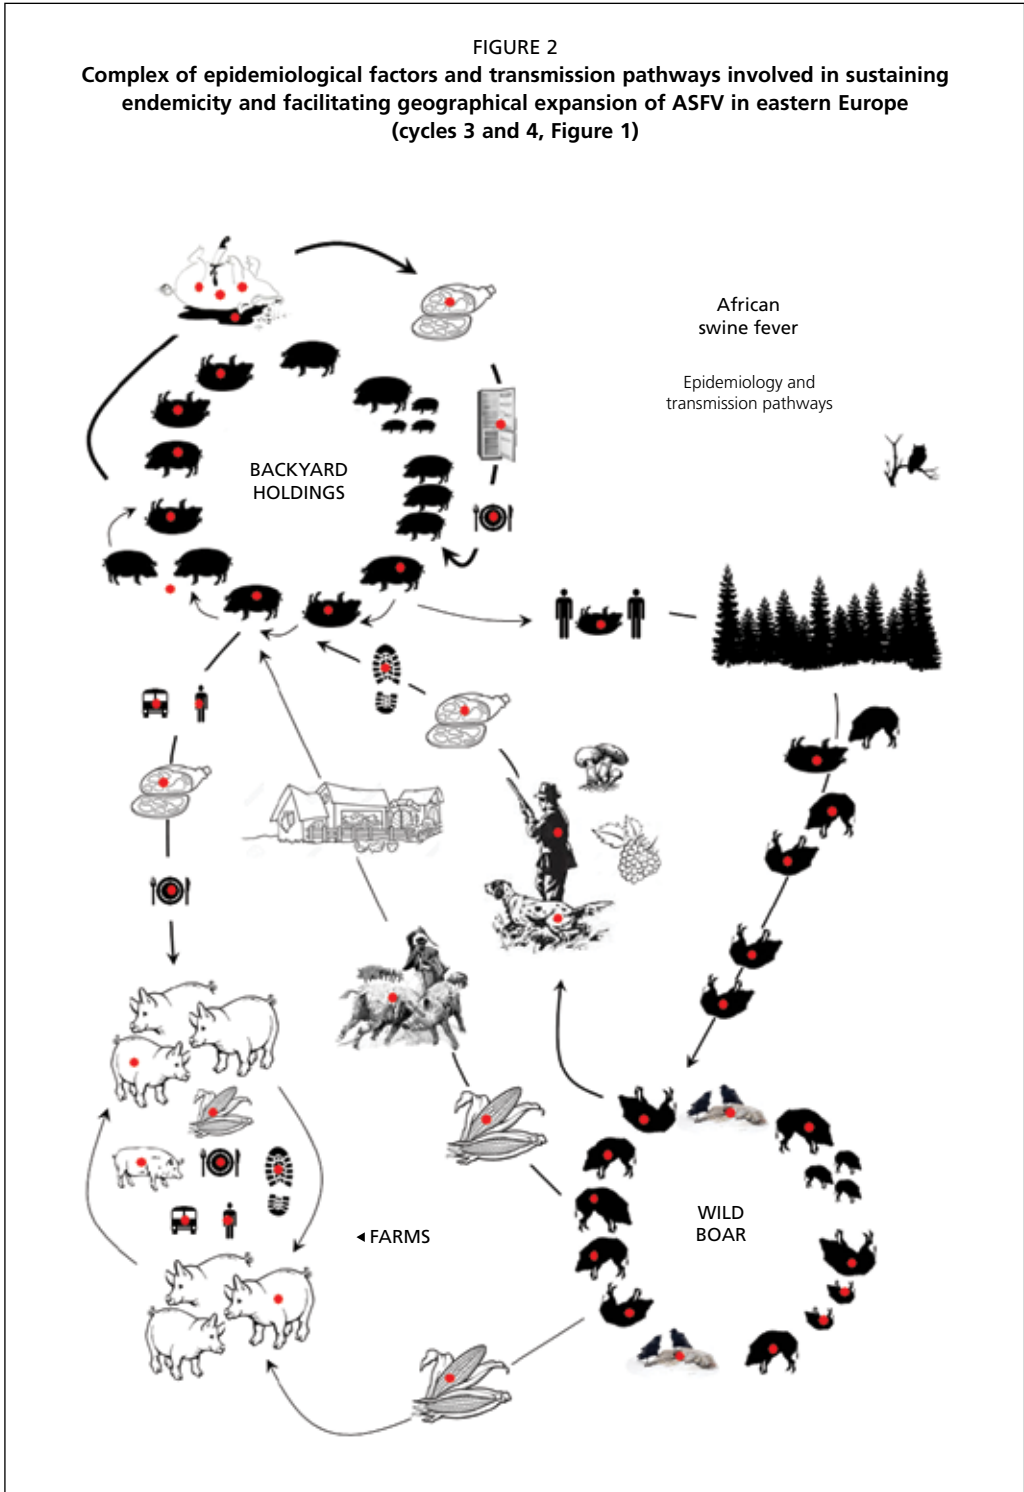 FIGURE 2
Complex of epidemiological factors and transmission pathways involved in sustaining
endemicity and facilitating geographical expansion of ASFV in eastern Europe
(cycles 3 and 4, Figure 1)
African
swine fever
Epidemiology and
transmission pathways
BACKYARD
HOLDINGS
WILD
BOAR
FARMS